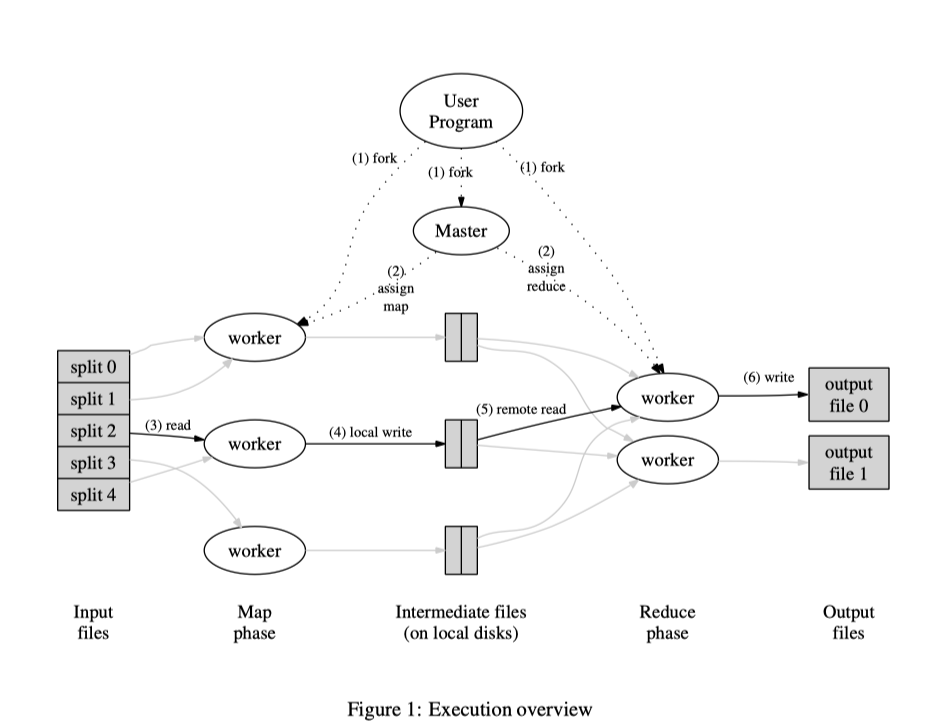 User
Program
(1) fork
(1) fork
(1) fork
Master
(2)
assign
map
(2)
assign
reduce
worker
split 0
split 1
split 2
split 3
split 4
(3) read
worker
(4) local write
worker
(5) remote read
worker
worker
(6) write
output
file 0
output
file 1
Input
files
Map
phase
Intermediate files
(on local disks)
Reduce
phase
Output
files
Figure 1: Execution overview